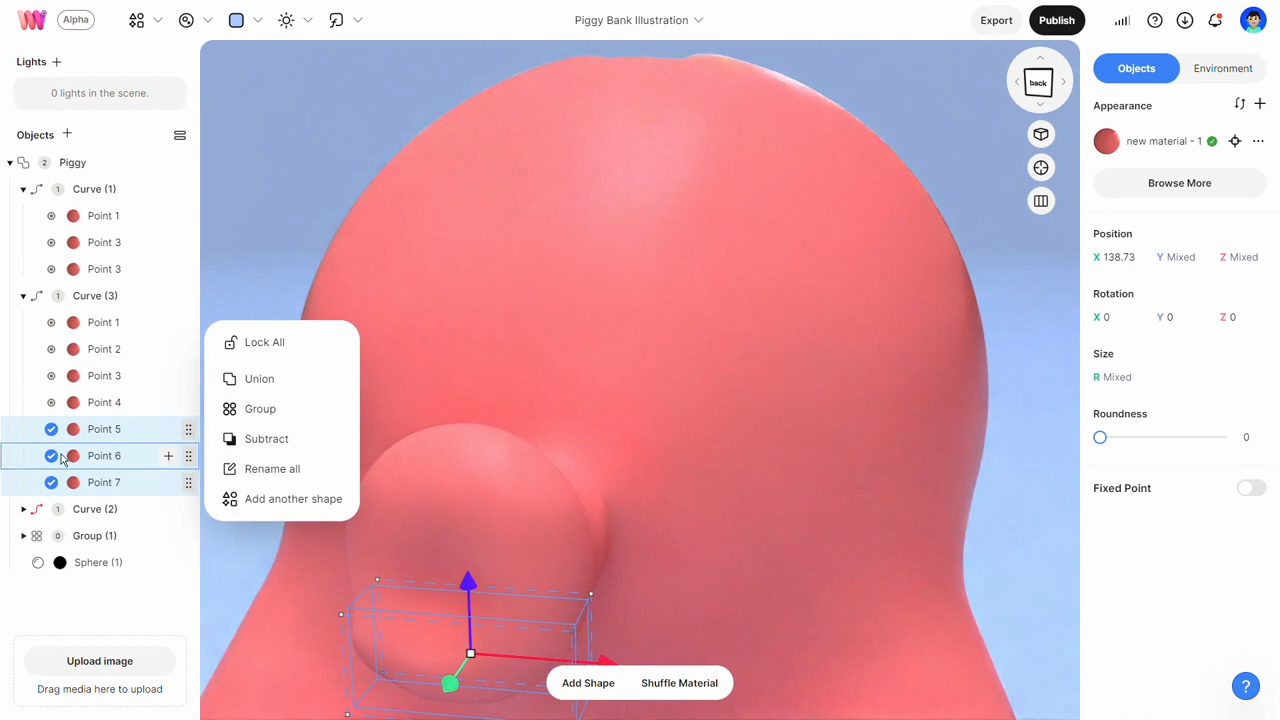 Alpha
Piggy Bank Illustration
Export
Publish
Lights
0 lights in the scene.
Objects
2 Piggy
1 Curve (1)
Point 1
Point 3
Point 3
1 Curve (3)
Point 1
Point 2
Point 3
Point 4
Point 5
Point 6
Point 7
1 Curve (2)
0 Group (1)
Sphere (1)
Upload image
Drag media here to upload
Lock All
Union
Group
Subtract
Rename all
Add another shape
back
Add Shape Shuffle Material
Objects Environment
Appearance
new material - 1
Browse More
Position
X 138.73 Y Mixed Z Mixed
Rotation
X 0 Y 0 Z 0
Size
R Mixed
Roundness
0
Fixed Point
?